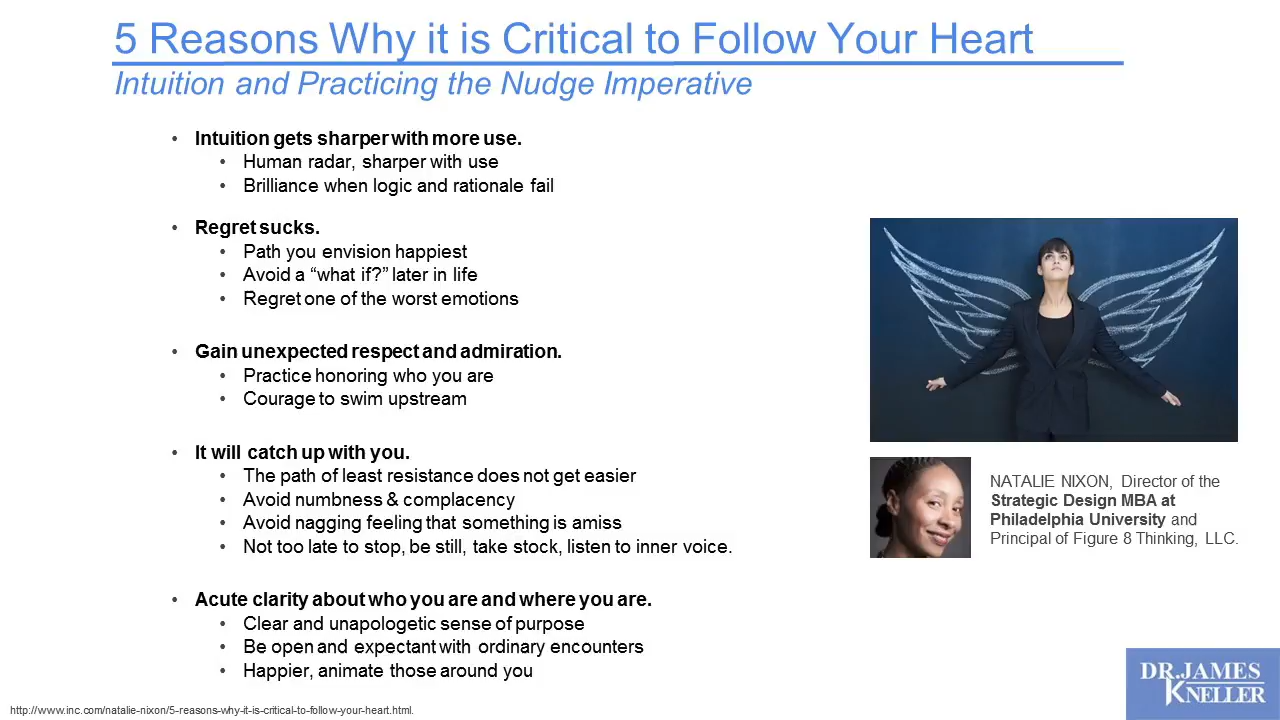 5 Reasons Why it is Critical to Follow Your Heart
Intuition and Practicing the Nudge Imperative
• Intuition gets sharper with more use.
• Human radar, sharper with use
• Brilliance when logic and rationale fail
• Regret sucks.
• Path you envision happiest
• Avoid a “what if?” later in life
• Regret one of the worst emotions
• Gain unexpected respect and admiration.
• Practice honoring who you are
• Courage to swim upstream
• It will catch up with you.
• The path of least resistance does not get easier
• Avoid numbness & complacency
• Avoid nagging feeling that something is amiss
• Not too late to stop, be still, take stock, listen to inner voice.
• Acute clarity about who you are and where you are.
• Clear and unapologetic sense of purpose
• Be open and expectant with ordinary encounters
• Happier, animate those around you
NATALIE NIXON, Director of the
Strategic Design MBA at
Philadelphia University and
Principal of Figure 8 Thinking, LLC.
DR.JAMES
KNELLER
http://www.inc.com/natalie-nixon/5-reasons-why-it-is-critical-to-follow-your-heart.html.